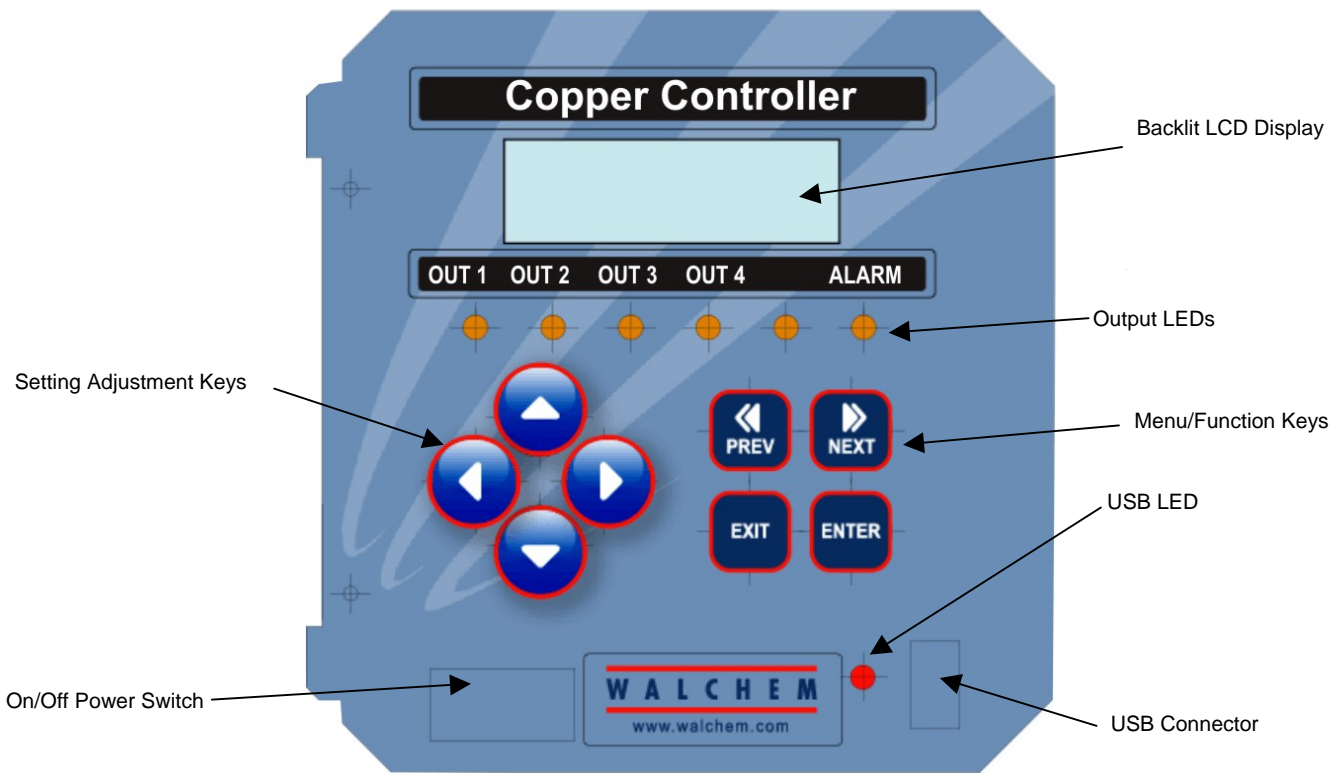 Copper Controller
Backlit LCD Display
OUT 1 OUT 2 OUT 3 OUT 4 ALARM
Output LEDs
Setting Adjustment Keys
PREV NEXT
Menu/Function Keys
USB LED
EXIT ENTER
On/Off Power Switch
WALCHEM
www.walchem.com
USB Connector